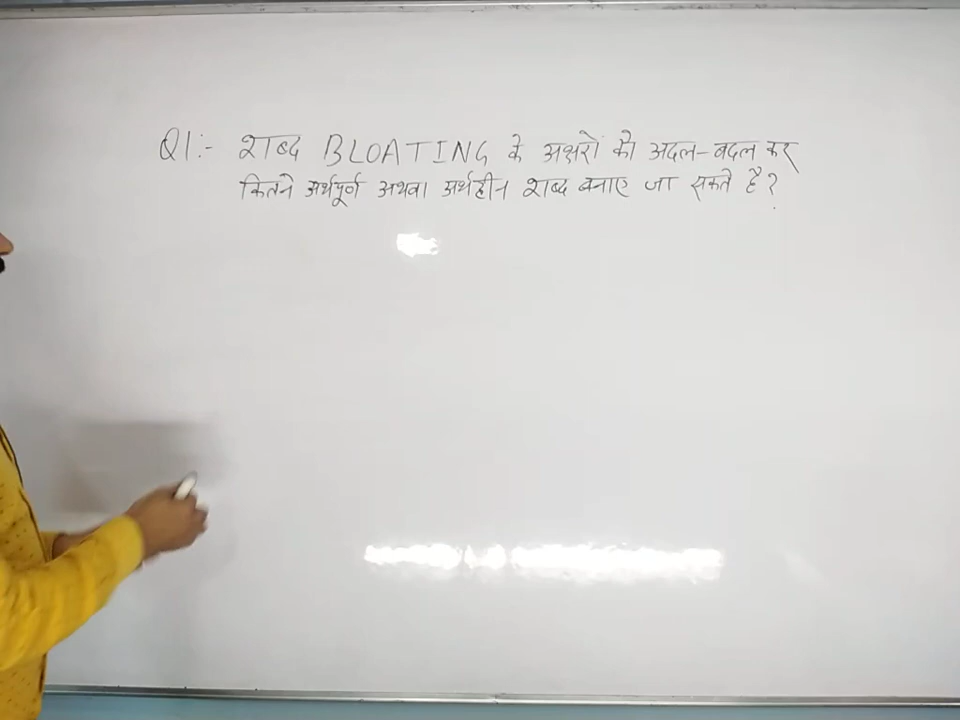 Q1:- शब्द BLOATING के अक्षरों को अदल-बदल कर
कितने अर्थपूर्ण अथवा अर्थहीन शब्द बनाए जा सकते है?